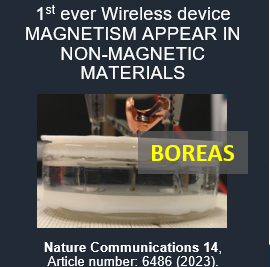 1st ever Wireless device
MAGNETISM APPEAR IN
NON-MAGNETIC
MATERIALS
BOREAS
Nature Communications 14,
Article number: 6486 (2023).